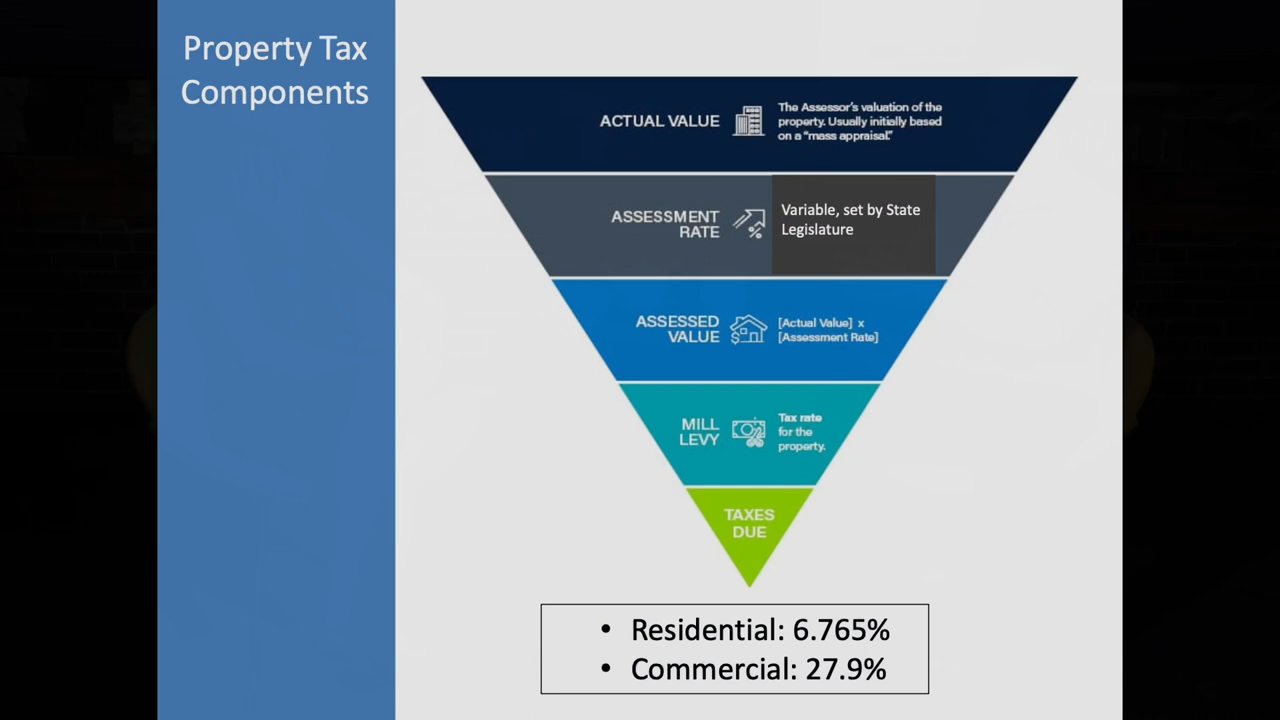 Property Tax
Components
ACTUAL VALUE
The Assessor's valuation of the
property. Usually initially based
on a "mass appraisal."
ASSESSMENT
RATE
Variable, set by State
Legislature
ASSESSED
VALUE
[Actual Value] x
[Assessment Rate]
MILL
LEVY
Tax rate
for the
property.
TAXES
DUE
• Residential: 6.765%
• Commercial: 27.9%